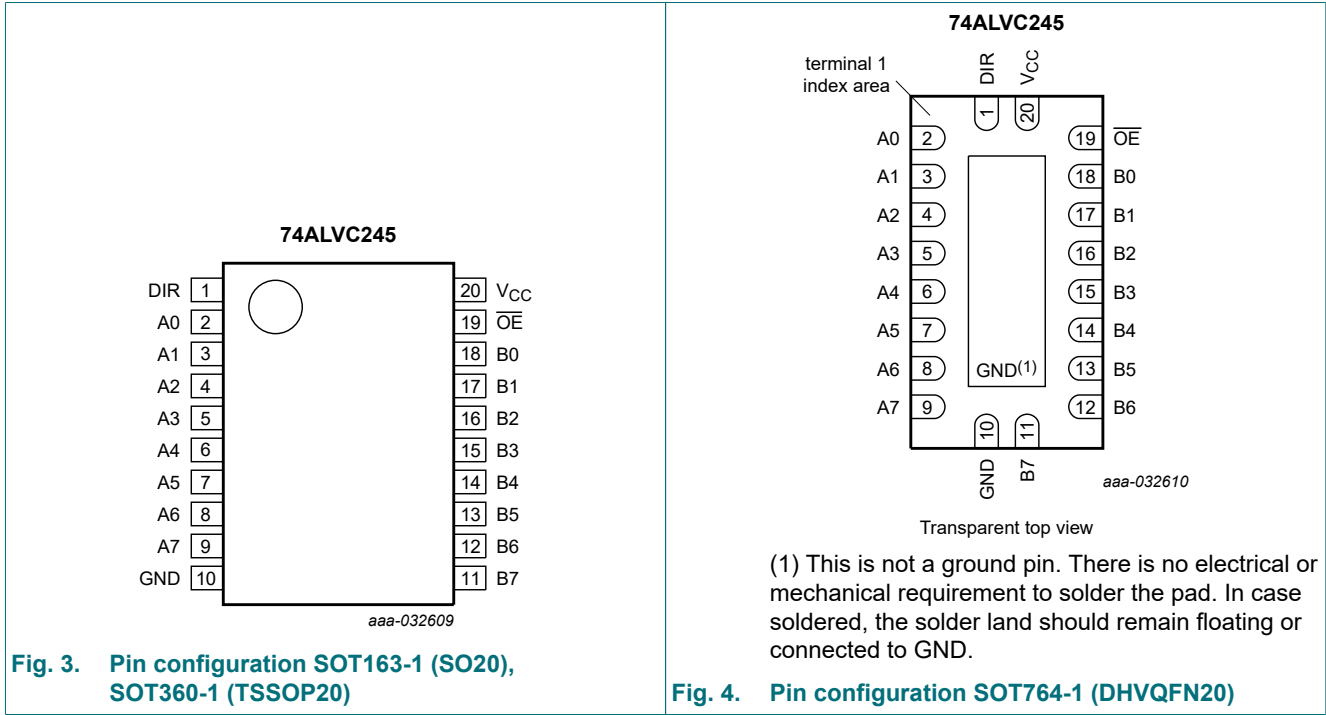 74ALVC245
DIR 1
A0 2
A1 3
A2 4
A3 5
A4 6
A5 7
A6 8
A7 9
GND 10
20 VCC
19 OE
18 B0
17 B1
16 B2
15 B3
14 B4
13 B5
12 B6
11 B7
aaa-032609
Fig. 3. Pin configuration SOT163-1 (SO20),
SOT360-1 (TSSOP20)
74ALVC245
terminal 1
index area
DIR
VCC
1
20
A0 2
A1 3
A2 4
A3 5
A4 6
A5 7
A6 8
A7 9
19 OE
18 B0
17 B1
16 B2
15 B3
14 B4
13 B5
12 B6
GND(1)
10
11
GND
B7
aaa-032610
Transparent top view
(1) This is not a ground pin. There is no electrical or
mechanical requirement to solder the pad. In case
soldered, the solder land should remain floating or
connected to GND.
Fig. 4. Pin configuration SOT764-1 (DHVQFN20)